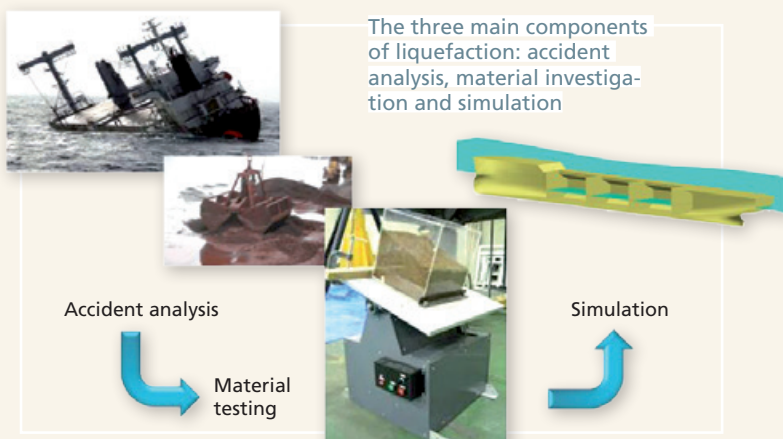 The three main components
of liquefaction: accident
analysis, material investiga-
tion and simulation
Accident analysis
Simulation
Material
testing